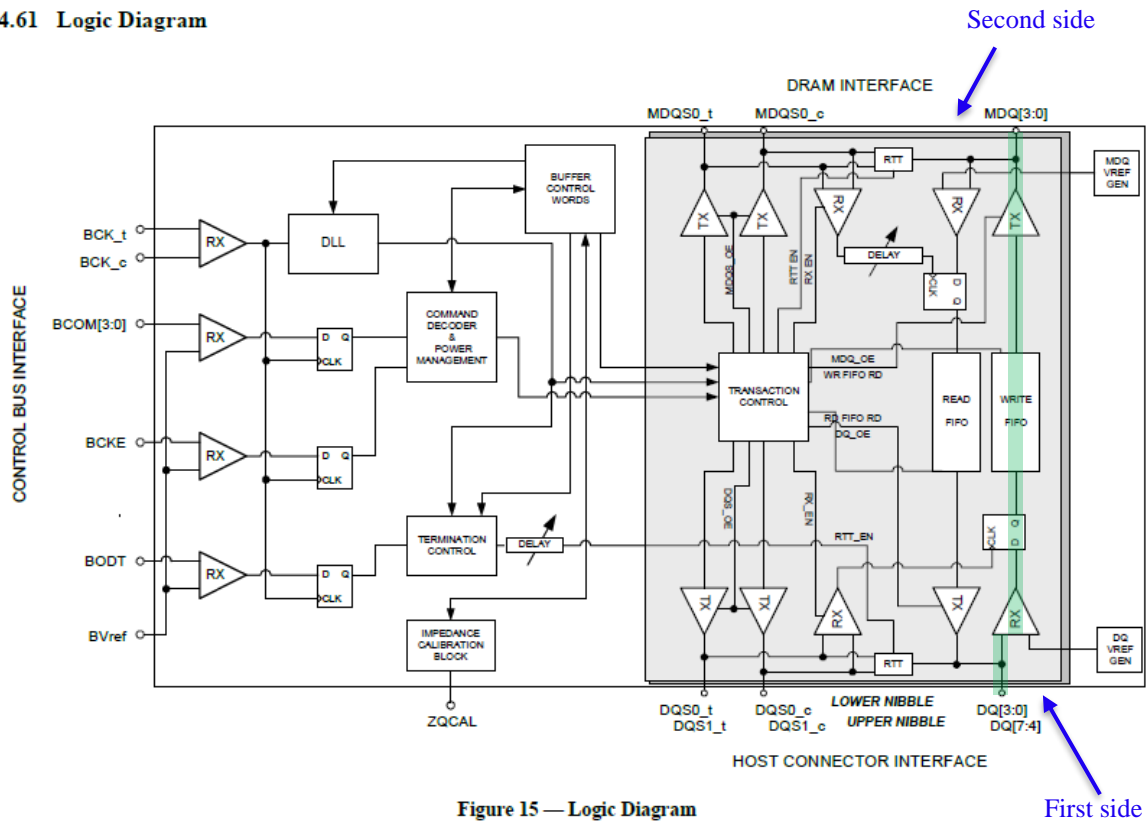 4.61 Logic Diagram
Second side
DRAM INTERFACE
MDQS0_t
MDQS0_c
MDQ[3:0]
CONTROL BUS INTERFACE
BCK_t
BCK_c
RX
DLL
BUFFER
CONTROL
WORDS
RTT
MDQ
VREF
GEN
TX
TX
RX
RX
TX
MDQS_OE
RTT EN
RX EN
DELAY
CLK
D
Q
BCOM[3:0]
RX
D Q
CLK
COMMAND
DECODER
&
POWER
MANAGEMENT
TRANSACTION
CONTROL
MDQ_OE
WR FIFO RD
RD FIFO RD
DQ_OE
READ
FIFO
WRITE
FIFO
BCKE
RX
D Q
CLK
DQS_OE
RX_EN
RTT_EN
CLK
Q
D
BODT
RX
D Q
CLK
TERMINATION
CONTROL
DELAY
TX
TX
RX
TX
RX
BVref
IMPEDANCE
CALIBRATION
BLOCK
RTT
DQ
VREF
GEN
ZQCAL
DQS0_t
DQS1_t
DQS0_c
DQS1_c
LOWER NIBBLE
UPPER NIBBLE
DQ[3:0]
DQ[7:4]
HOST CONNECTOR INTERFACE
First side
Figure 15 — Logic Diagram